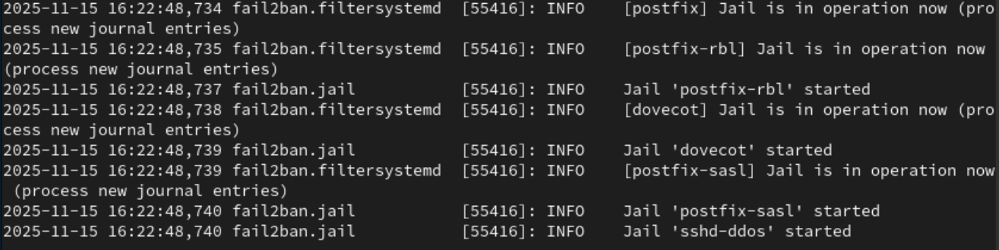 2025-11-15 16:22:48,734 fail2ban.filtersystemd  [55416]: INFO    [postfix] Jail is in operation now (pro
cess new journal entries)
2025-11-15 16:22:48,735 fail2ban.filtersystemd  [55416]: INFO    [postfix-rbl] Jail is in operation now
(process new journal entries)
2025-11-15 16:22:48,737 fail2ban.jail           [55416]: INFO    Jail 'postfix-rbl' started
2025-11-15 16:22:48,738 fail2ban.filtersystemd  [55416]: INFO    [dovecot] Jail is in operation now (pro
cess new journal entries)
2025-11-15 16:22:48,739 fail2ban.jail           [55416]: INFO    Jail 'dovecot' started
2025-11-15 16:22:48,739 fail2ban.filtersystemd  [55416]: INFO    [postfix-sasl] Jail is in operation now
 (process new journal entries)
2025-11-15 16:22:48,740 fail2ban.jail           [55416]: INFO    Jail 'postfix-sasl' started
2025-11-15 16:22:48,740 fail2ban.jail           [55416]: INFO    Jail 'sshd-ddos' started